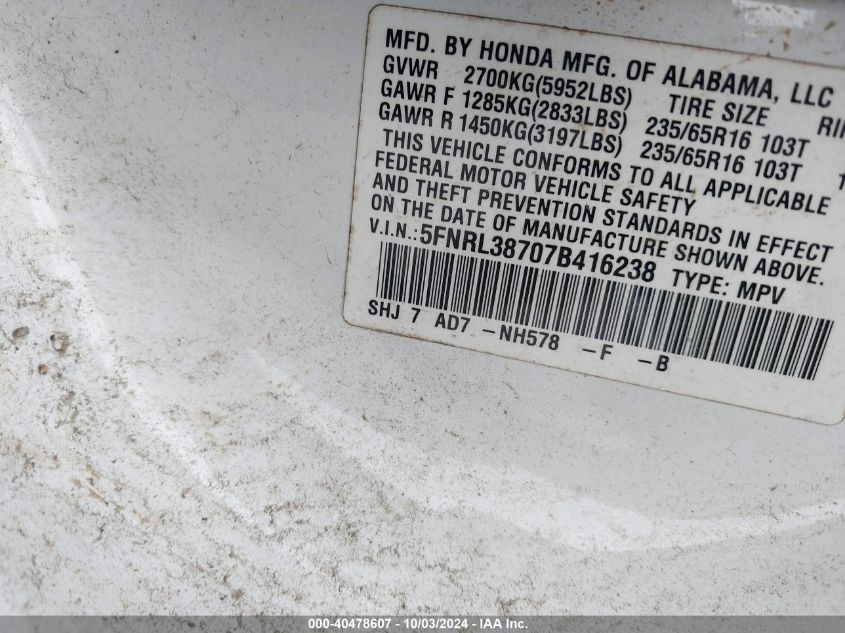 MFD. BY HONDA MFG. OF ALABAMA, LLC
GVWR 2700KG(5952LBS) TIRE SIZE
GAWR F 1285KG(2833LBS) 235/65R16 103T
GAWR R 1450KG(3197LBS) 235/65R16 103T
THIS VEHICLE CONFORMS TO ALL APPLICABLE
FEDERAL MOTOR VEHICLE SAFETY
AND THEFT PREVENTION STANDARDS IN EFFECT
ON THE DATE OF MANUFACTURE SHOWN ABOVE.
V.I.N.: 5FNRL38707B416238 TYPE: MPV
SHJ 7 AD7 -NH578 -F -B
000-40478607 - 10/03/2024 - IAA Inc.